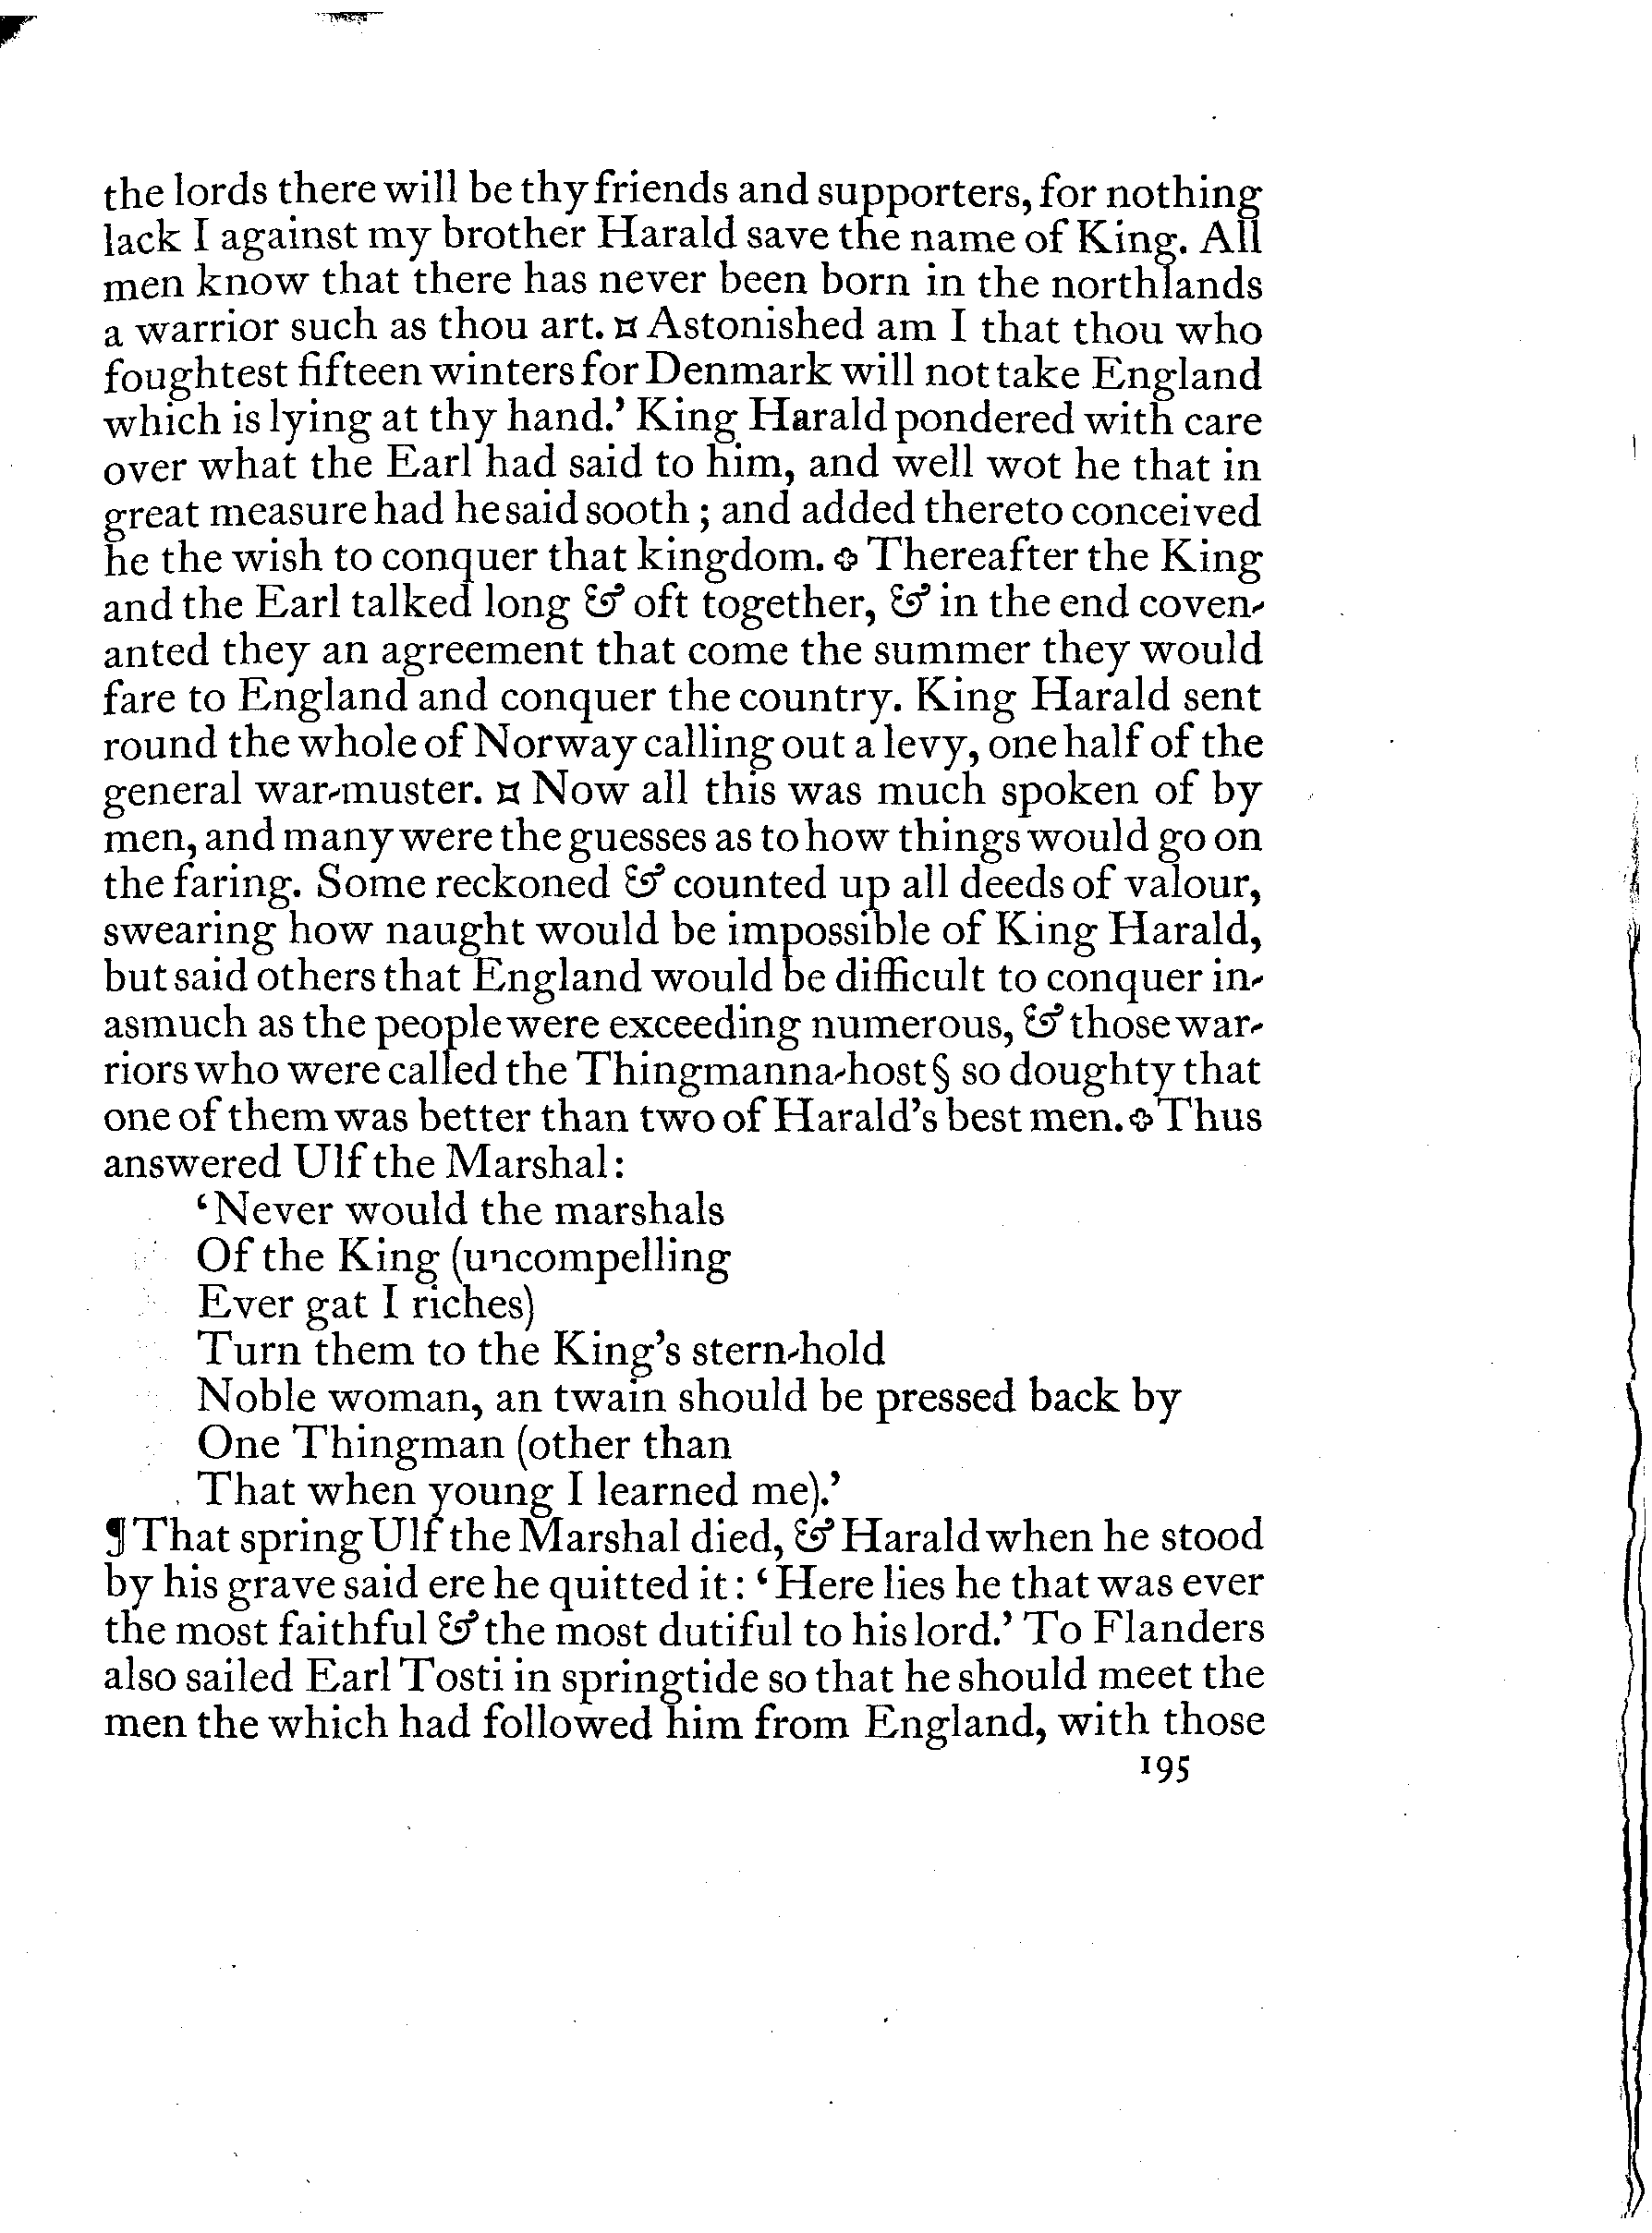 the lords there will be thy friends and supporters, for nothing
lack I against my brother Harald save the name of King. All
men know that there has never been born in the northlands
a warrior such as thou art. ¤ Astonished am I that thou who
foughtest fifteen winters for Denmark will not take England
which is lying at thy hand.’ King Harald pondered with care
over what the Earl had said to him, and well wot he that in
great measure had he said sooth; and added thereto conceived
he the wish to conquer that kingdom. ✣ Thereafter the King
and the Earl talked long & oft together, & in the end coven-
anted they an agreement that come the summer they would
fare to England and conquer the country. King Harald sent
round the whole of Norway calling out a levy, one half of the
general war-muster. ¤ Now all this was much spoken of by
men, and many were the guesses as to how things would go on
the faring. Some reckoned & counted up all deeds of valour,
swearing how naught would be impossible of King Harald,
but said others that England would be difficult to conquer in-
asmuch as the people were exceeding numerous, & those war-
riors who were called the Thingmanna-host§ so doughty that
one of them was better than two of Harald’s best men. ✣ Thus
answered Ulf the Marshal:
‘Never would the marshals
Of the King (uncompelling
Ever gat I riches)
Turn them to the King’s stern-hold
Noble woman, an twain should be pressed back by
One Thingman (other than
That when young I learned me).’
¶ That spring Ulf the Marshal died, & Harald when he stood
by his grave said ere he quitted it: ‘Here lies he that was ever
the most faithful & the most dutiful to his lord.’ To Flanders
also sailed Earl Tosti in springtide so that he should meet the
men the which had followed him from England, with those
195